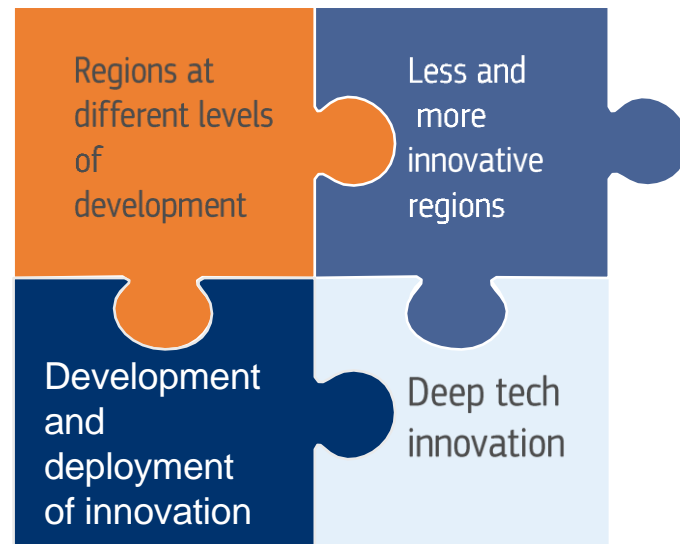 Regions at
different levels
of
development
Less and
more
innovative
regions
Development
and
deployment
of innovation
Deep tech
innovation